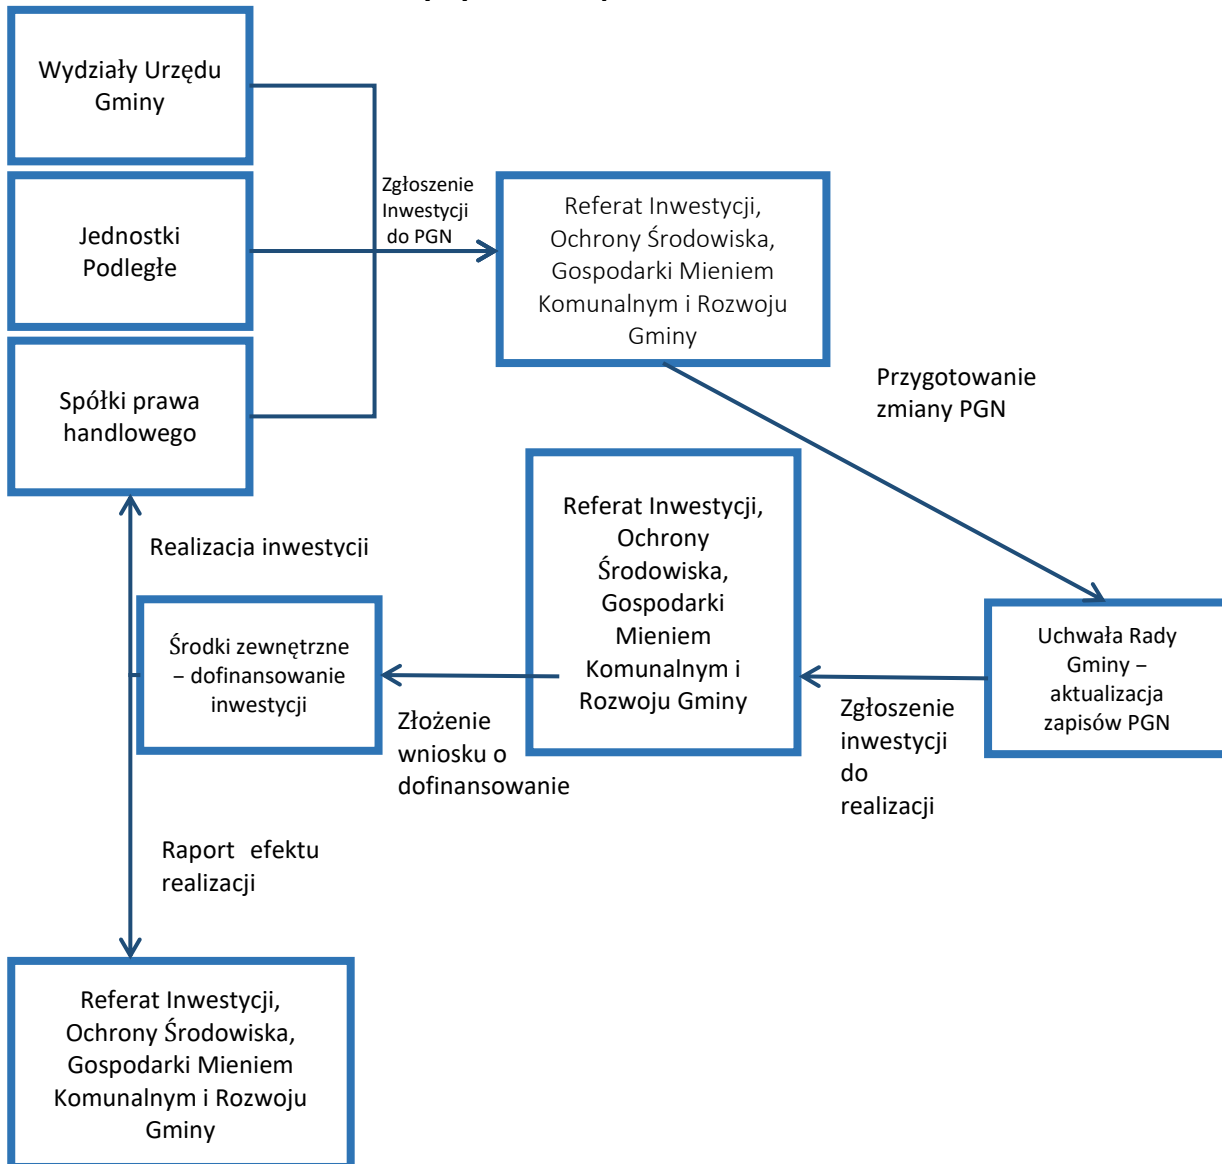 Wydziały Urzędu
Gminy
Jednostki
Podległe
Spółki prawa
handlowego
Zgłoszenie
Inwestycji
do PGN
Referat Inwestycji,
Ochrony Środowiska,
Gospodarki Mieniem
Komunalnym i Rozwoju
Gminy
Przygotowanie
zmiany PGN
Uchwała Rady
Gminy –
aktualizacja
zapisów PGN
Zgłoszenie
inwestycji
do
realizacji
Referat Inwestycji,
Ochrony
Środowiska,
Gospodarki
Mieniem
Komunalnym i
Rozwoju Gminy
Złożenie
wniosku o
dofinansowanie
Środki zewnętrzne
– dofinansowanie
inwestycji
Realizacja inwestycji
Raport efektu
realizacji
Referat Inwestycji,
Ochrony Środowiska,
Gospodarki Mieniem
Komunalnym i Rozwoju
Gminy